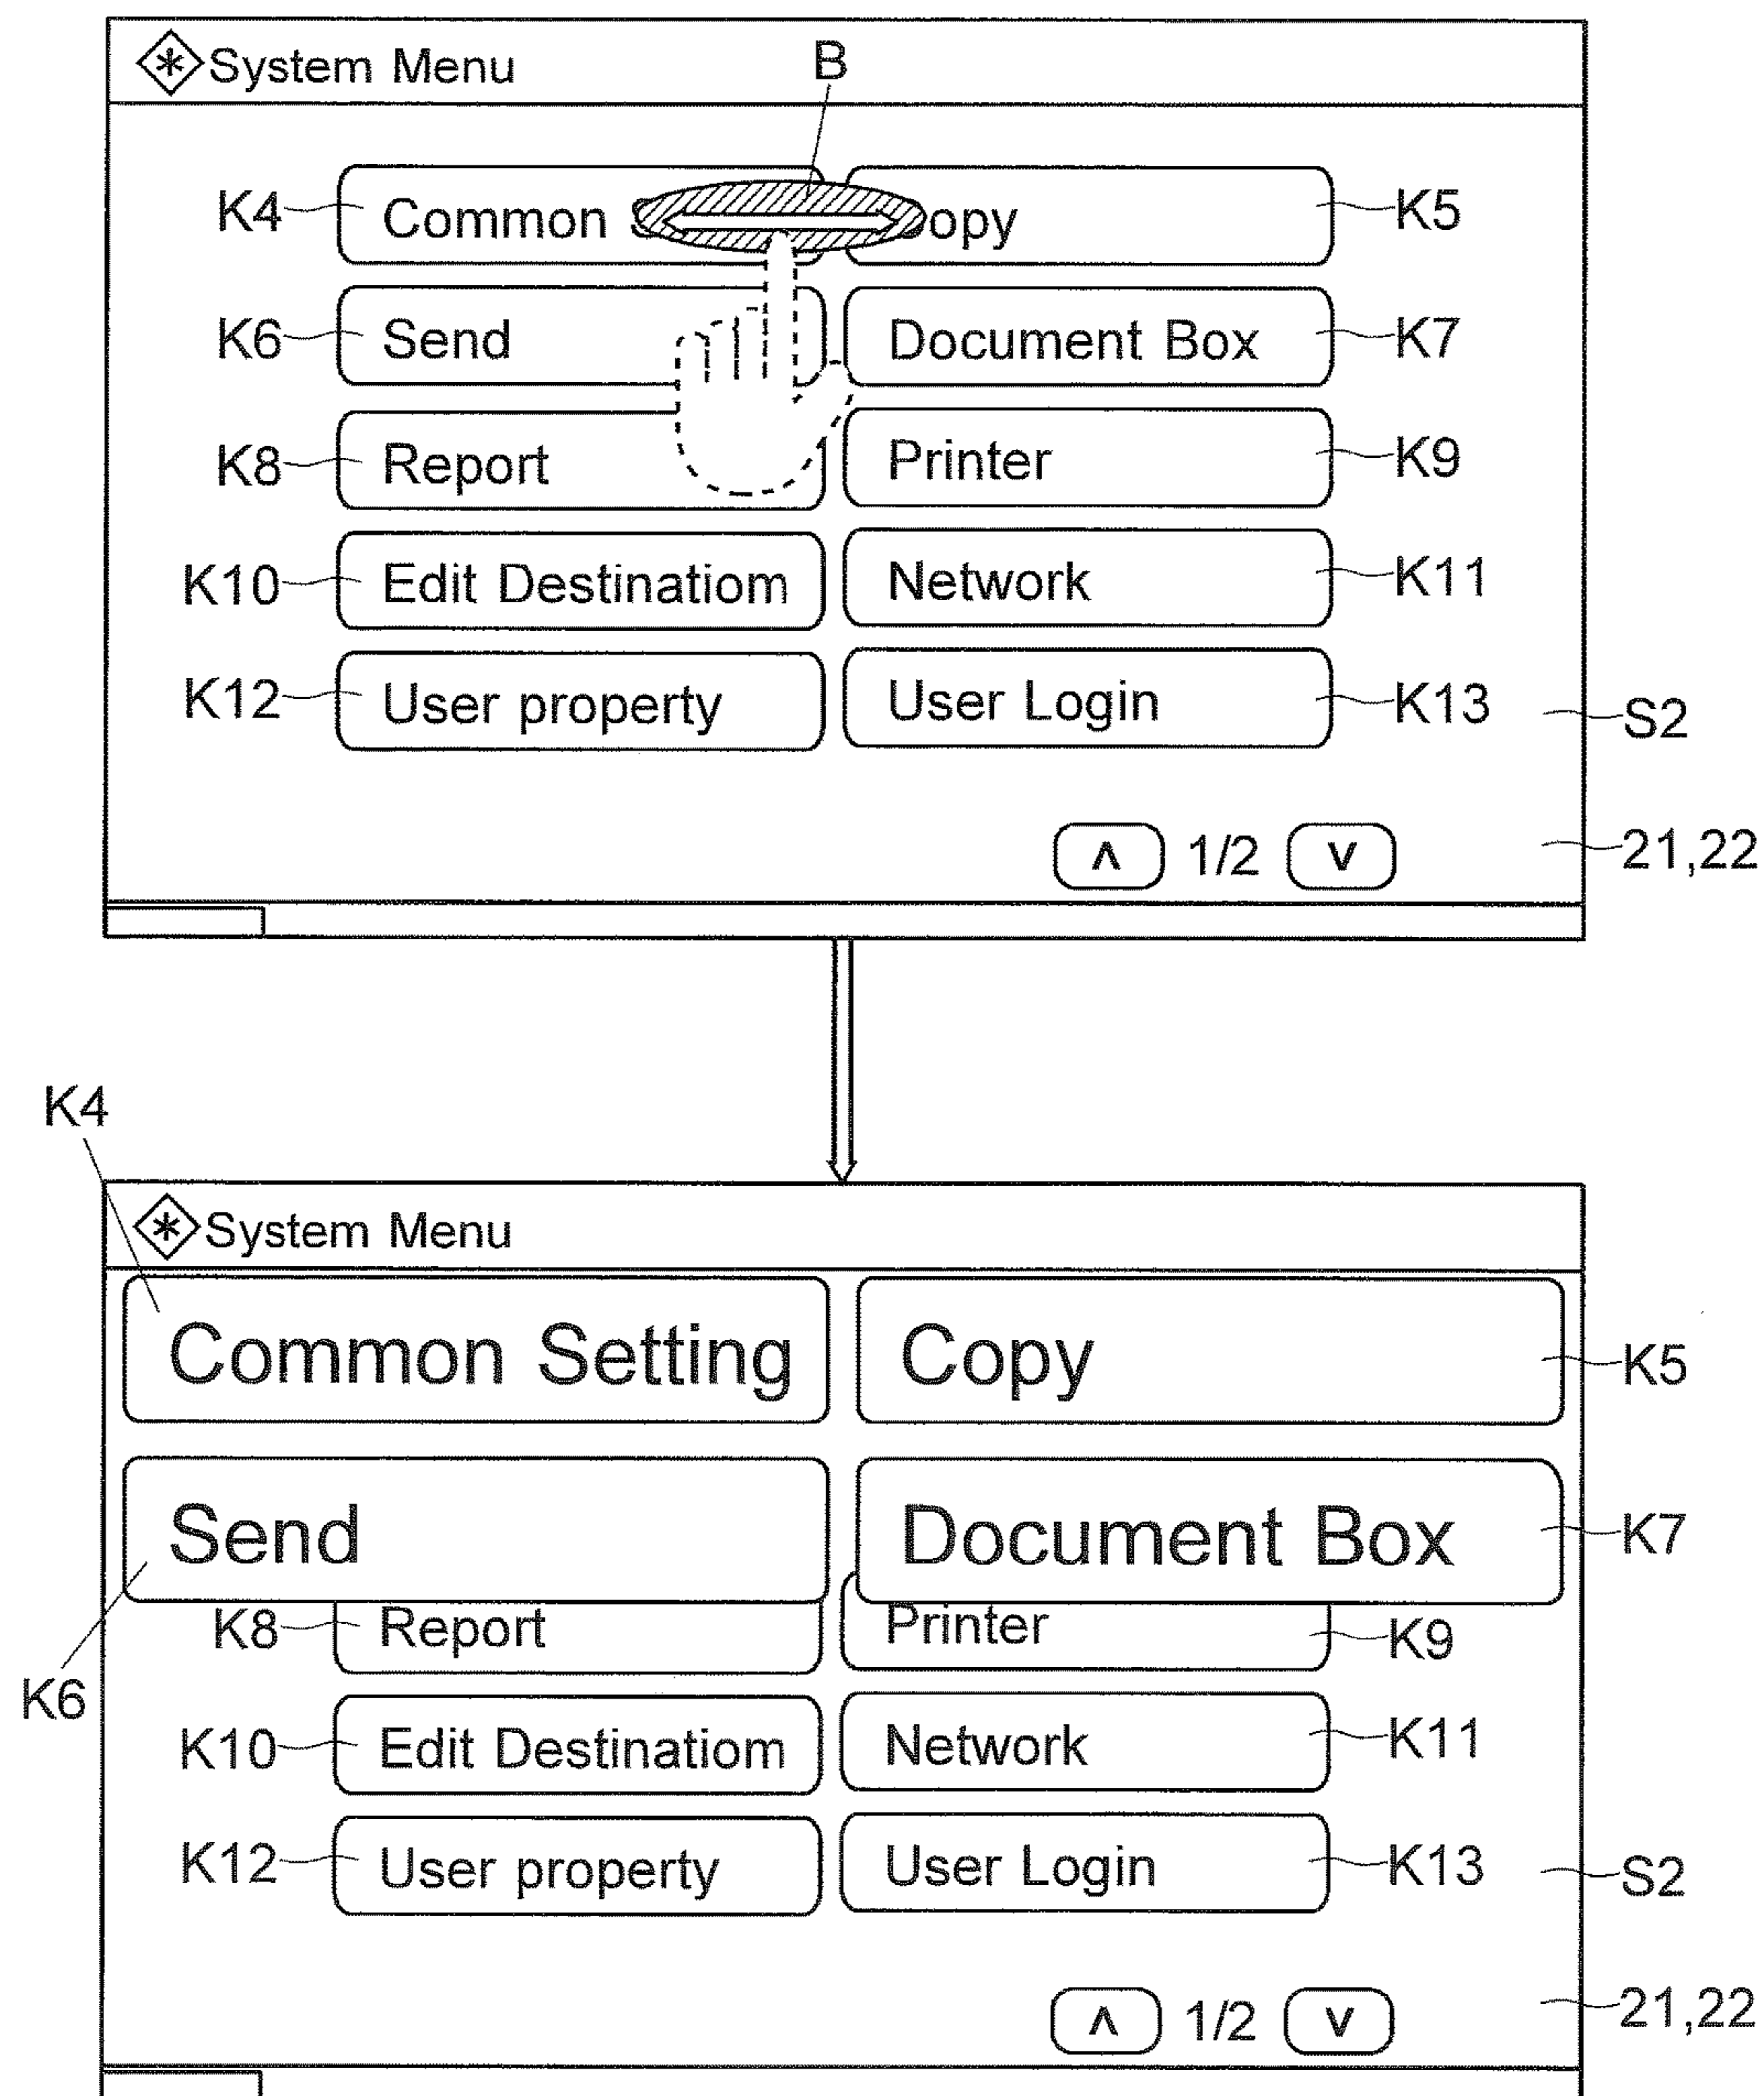 System Menu
B
K4 Common opy K5
K6 Send Document Box K7
K8 Report Printer K9
K10 Edit Destinatiom Network K11
K12 User property User Login K13
S2
∧ 1/2 ∨ 21,22
K4
System Menu
Common Setting Copy K5
Send Document Box K7
K8 Report Printer K9
K6
K10 Edit Destinatiom Network K11
K12 User property User Login K13
S2
∧ 1/2 ∨ 21,22